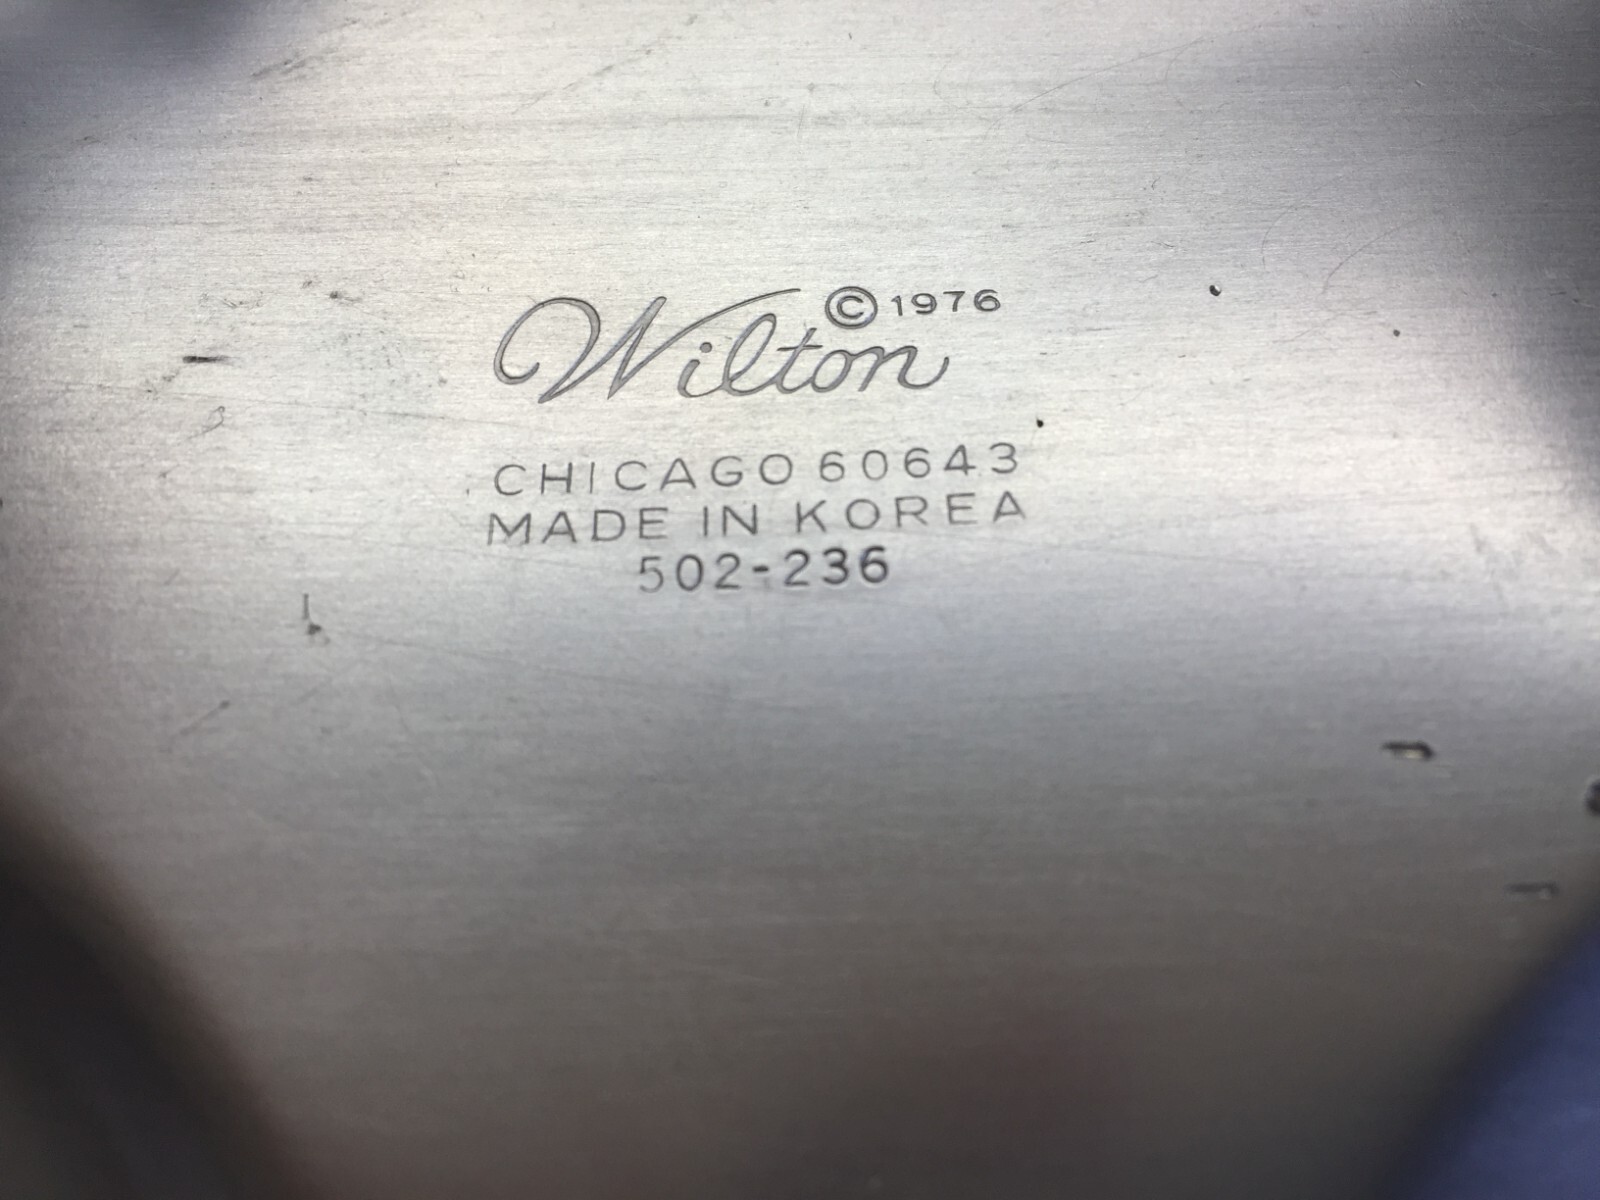 Wilton © 1976
CHICAGO 60643
MADE IN KOREA
502-236